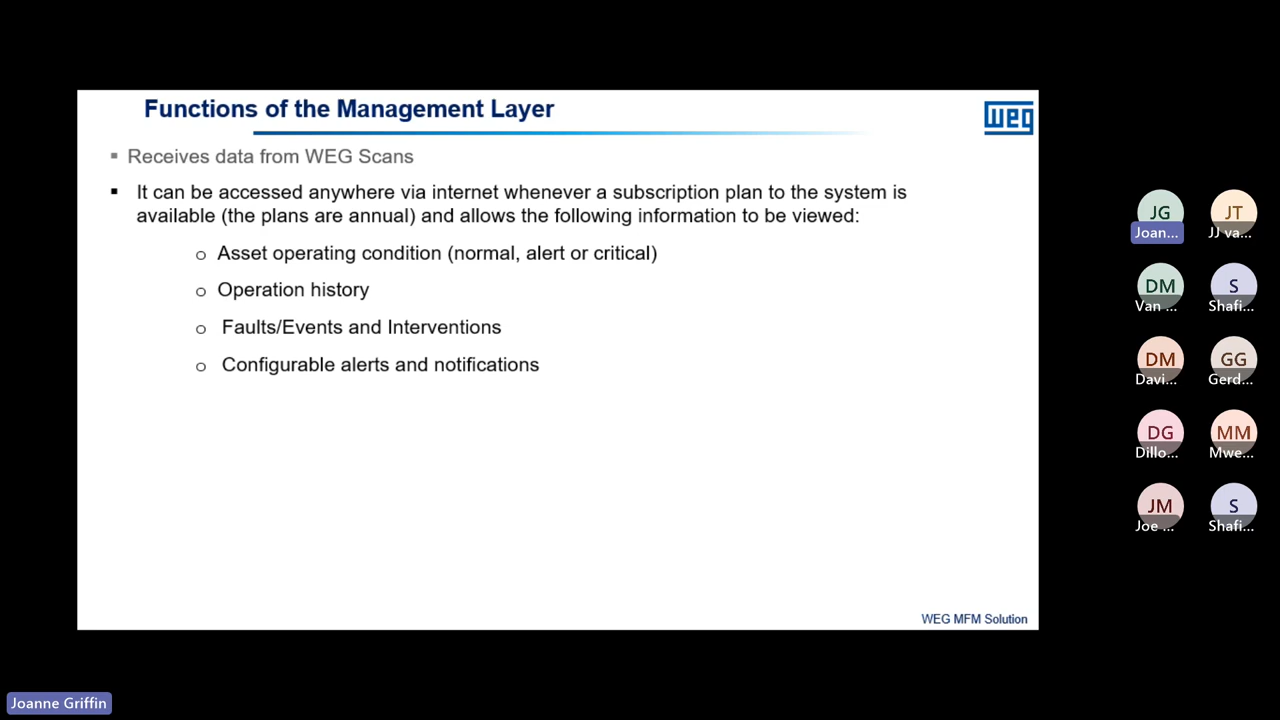 Functions of the Management Layer
weg
▪ Receives data from WEG Scans
▪ It can be accessed anywhere via internet whenever a subscription plan to the system is
available (the plans are annual) and allows the following information to be viewed:
o Asset operating condition (normal, alert or critical)
o Operation history
o Faults/Events and Interventions
o Configurable alerts and notifications
WEG MFM Solution
JG JT
Joan... JJ va...
DM S
Van ... Shafi...
DM GG
Davi... Gerd...
DG MM
Dillo... Mwe...
JM S
Joe ... Shafi...
Joanne Griffin